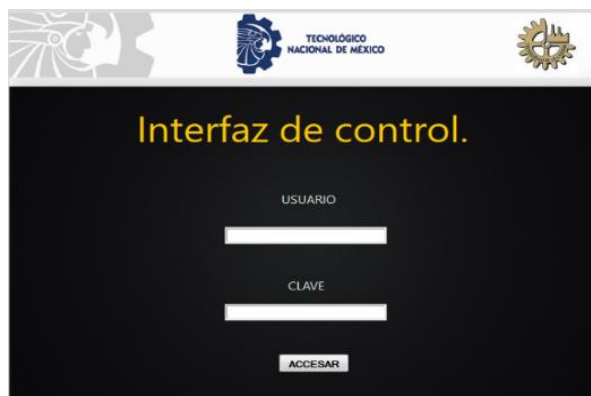 TECNOLÓGICO
NACIONAL DE MÉXICO
Interfaz de control.
USUARIO
CLAVE
ACCESAR